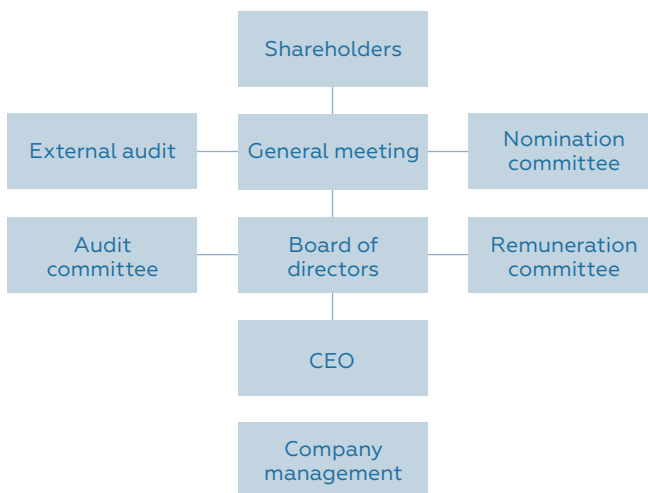 Shareholders
External audit
General meeting
Nomination
committee
Audit
committee
Board of
directors
Remuneration
committee
CEO
Company
management